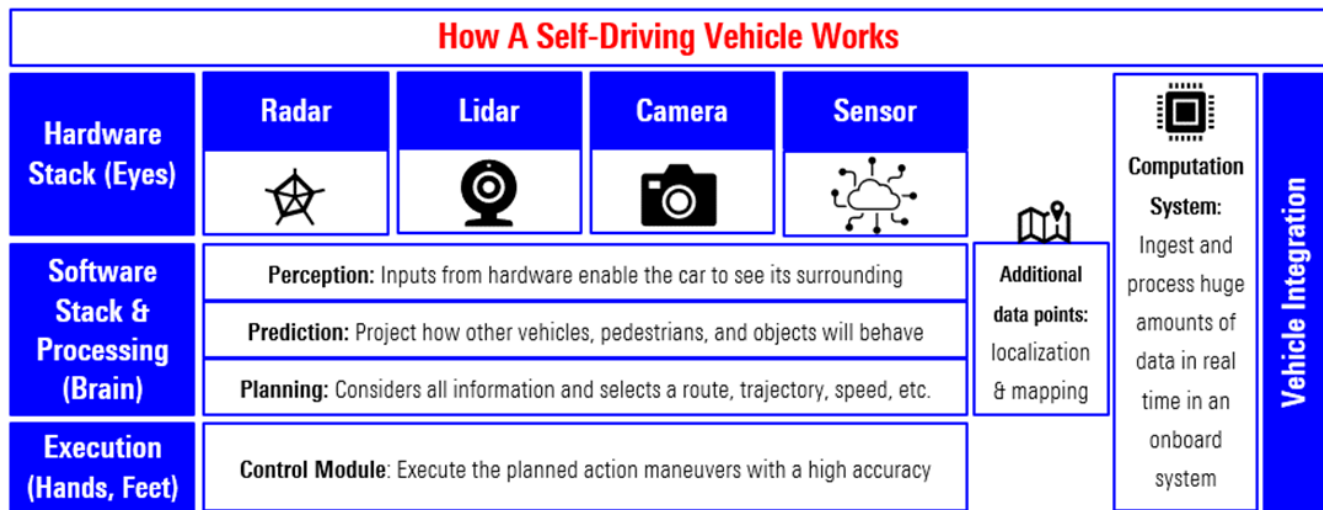 How A Self-Driving Vehicle Works
Hardware
Stack (Eyes)
Radar
Lidar
Camera
Sensor
Software
Stack &
Processing
(Brain)
Perception: Inputs from hardware enable the car to see its surrounding
Prediction: Project how other vehicles, pedestrians, and objects will behave
Planning: Considers all information and selects a route, trajectory, speed, etc.
Execution
(Hands, Feet)
Control Module: Execute the planned action maneuvers with a high accuracy
Additional
data points:
localization
& mapping
Computation
System:
Ingest and
process huge
amounts of
data in real
time in an
onboard
system
Vehicle Integration